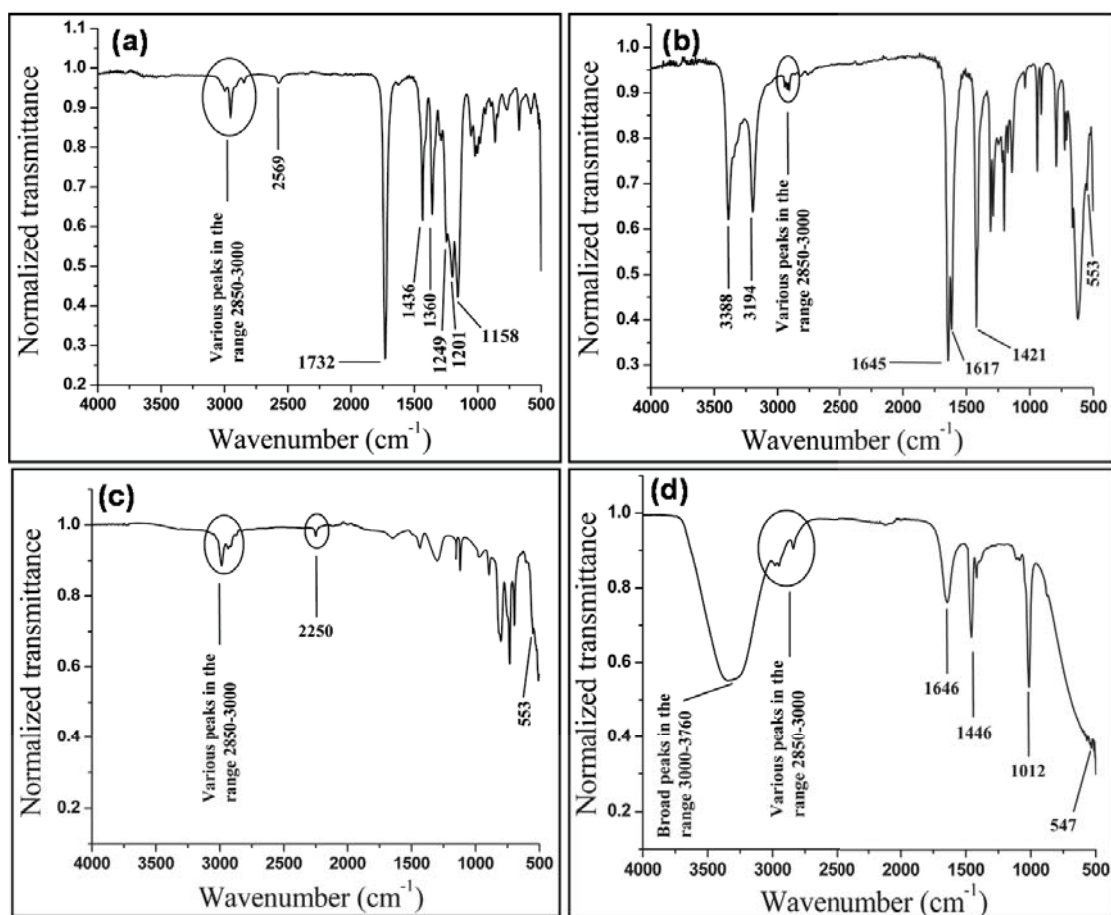 (a)
1.1
1.0
0.9
0.8
0.7
0.6
0.5
0.4
0.3
0.2
Normalized transmittance
4000 3500 3000 2500 2000 1500 1000 500
Wavenumber (cm⁻¹)
Various peaks in the
range 2850-3000
2569
1732
1436
1360
1249
1201
1158
(b)
1.0
0.9
0.8
0.7
0.6
0.5
0.4
0.3
Normalized transmittance
4000 3500 3000 2500 2000 1500 1000 500
Wavenumber (cm⁻¹)
3388
3194
Various peaks in the
range 2850-3000
1645
1617
1421
553
(c)
1.0
0.8
0.6
0.4
0.2
Normalized transmittance
4000 3500 3000 2500 2000 1500 1000 500
Wavenumber (cm⁻¹)
Various peaks in the
range 2850-3000
2250
553
(d)
1.0
0.9
0.8
0.7
0.6
0.5
0.4
0.3
0.2
Normalized transmittance
4000 3500 3000 2500 2000 1500 1000 500
Wavenumber (cm⁻¹)
Broad peaks in the
range 3000-3760
Various peaks in the
range 2850-3000
1646
1446
1012
547